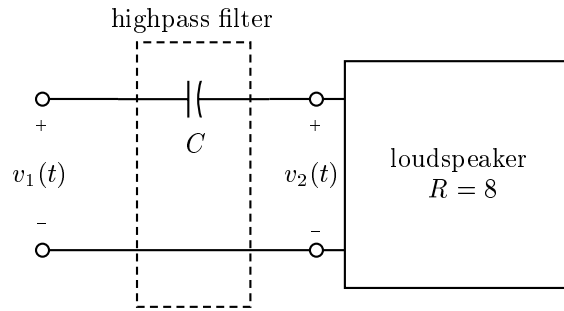 highpass filter
+
+
C
v₁(t)
v₂(t)
loudspeaker
R = 8
−
−